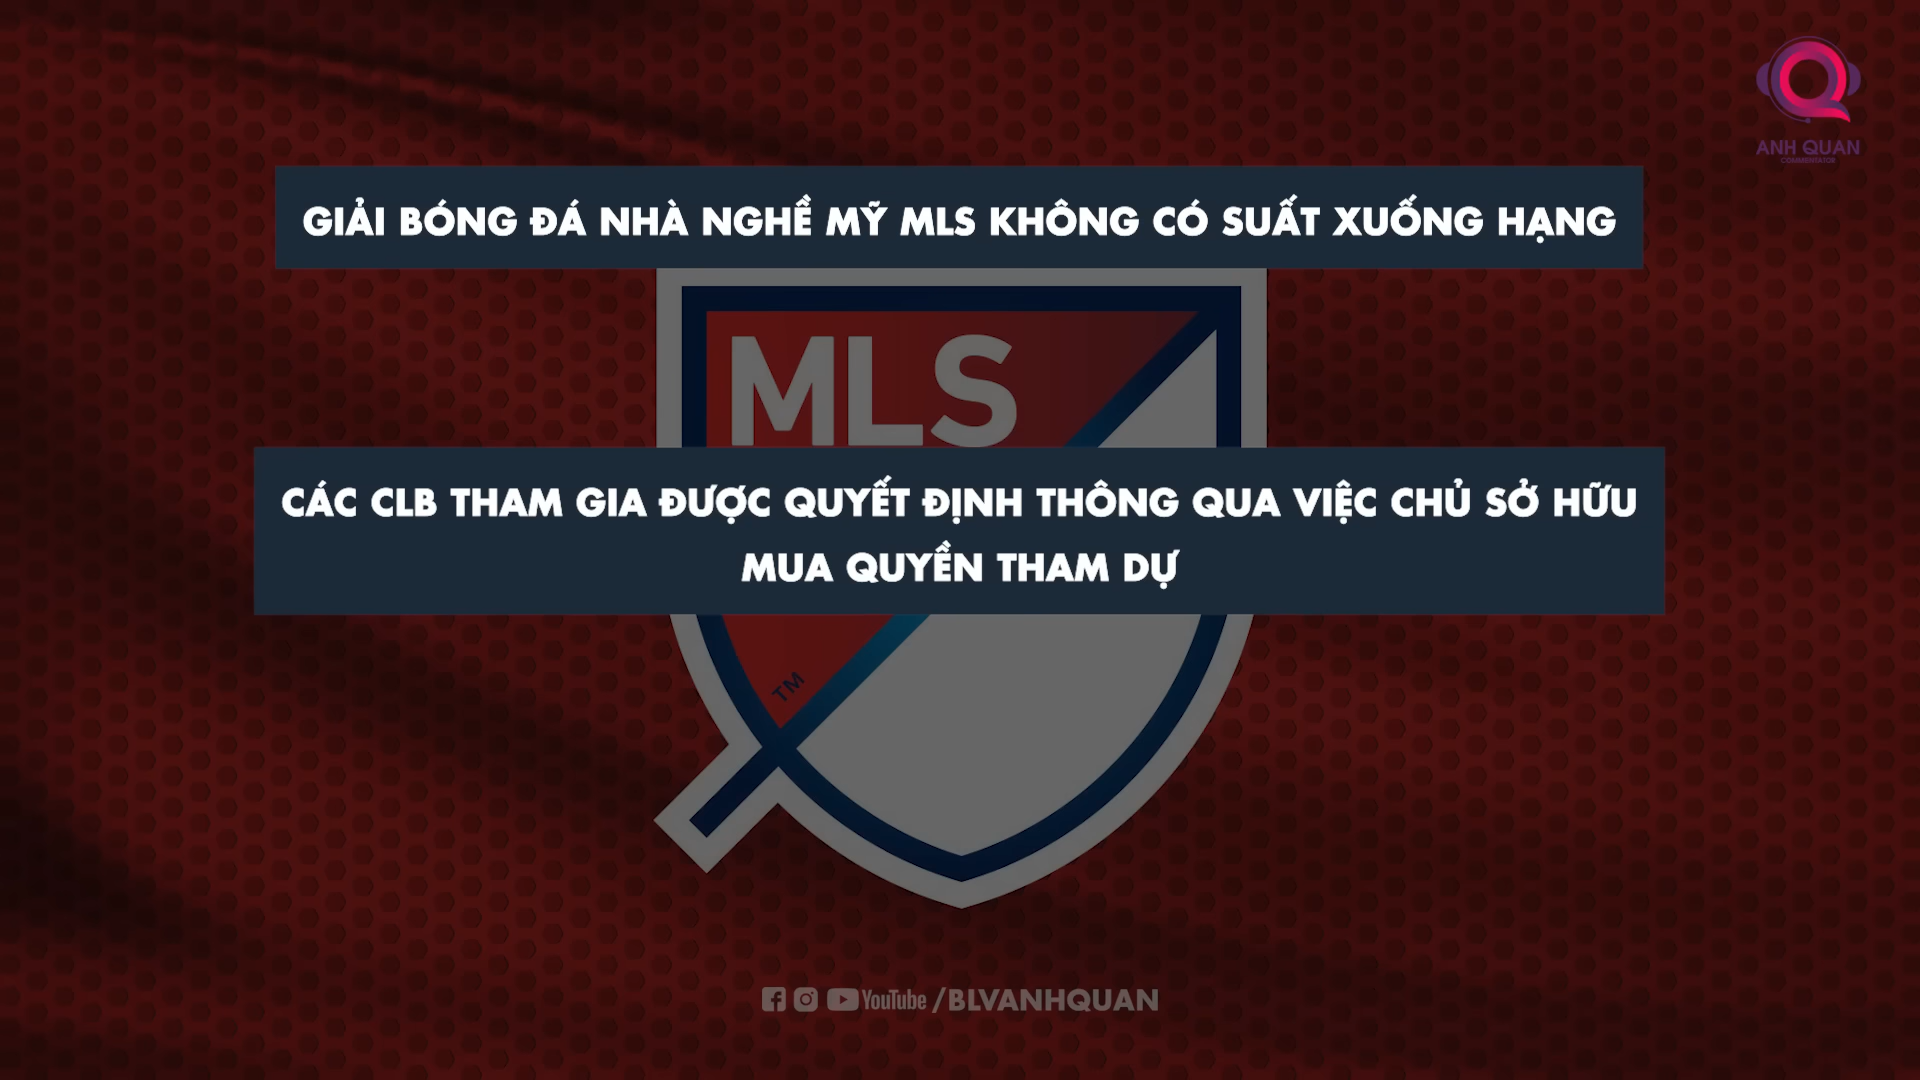 ANH QUAN
COMMENTATOR
GIẢI BÓNG ĐÁ NHÀ NGHỀ MỸ MLS KHÔNG CÓ SUẤT XUỐNG HẠNG
MLS
CÁC CLB THAM GIA ĐƯỢC QUYẾT ĐỊNH THÔNG QUA VIỆC CHỦ SỞ HỮU
MUA QUYỀN THAM DỰ
TM
YouTube /BLVANHQUAN